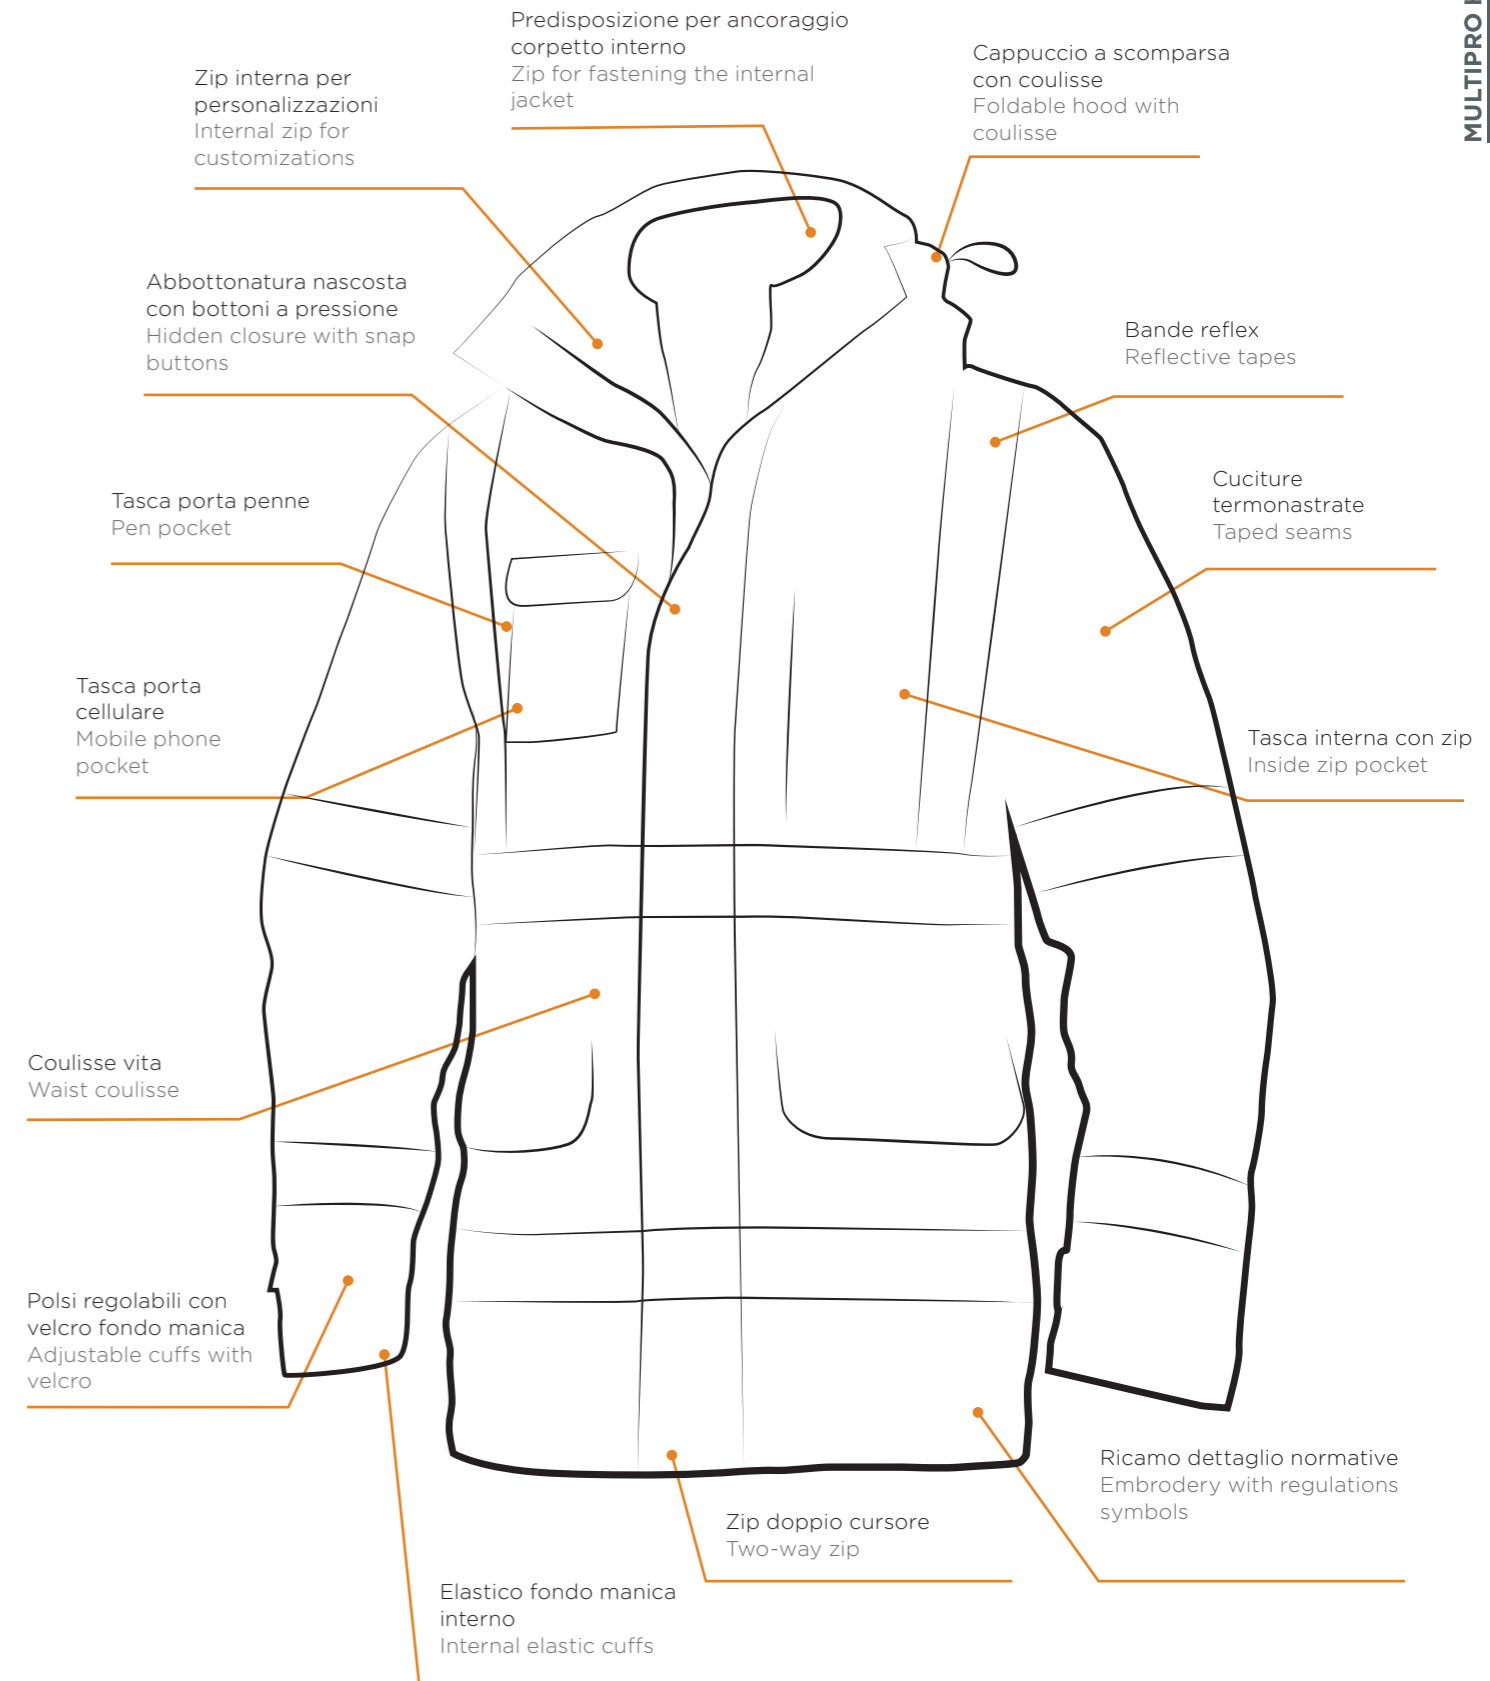 Predisposizione per ancoraggio
corpetto interno
Zip for fastening the internal
jacket
Cappuccio a scomparsa
con coulisse
Foldable hood with
coulisse
MULTIPRO
Zip interna per
personalizzazioni
Internal zip for
customizations
Abbottonatura nascosta
con bottoni a pressione
Hidden closure with snap
buttons
Bande reflex
Reflective tapes
Tasca porta penne
Pen pocket
Cuciture
termonastrate
Taped seams
Tasca porta
cellulare
Mobile phone
pocket
Tasca interna con zip
Inside zip pocket
Coulisse vita
Waist coulisse
Polsi regolabili con
velcro fondo manica
Adjustable cuffs with
velcro
Ricamo dettaglio normative
Embrodery with regulations
symbols
Zip doppio cursore
Two-way zip
Elastico fondo manica
interno
Internal elastic cuffs